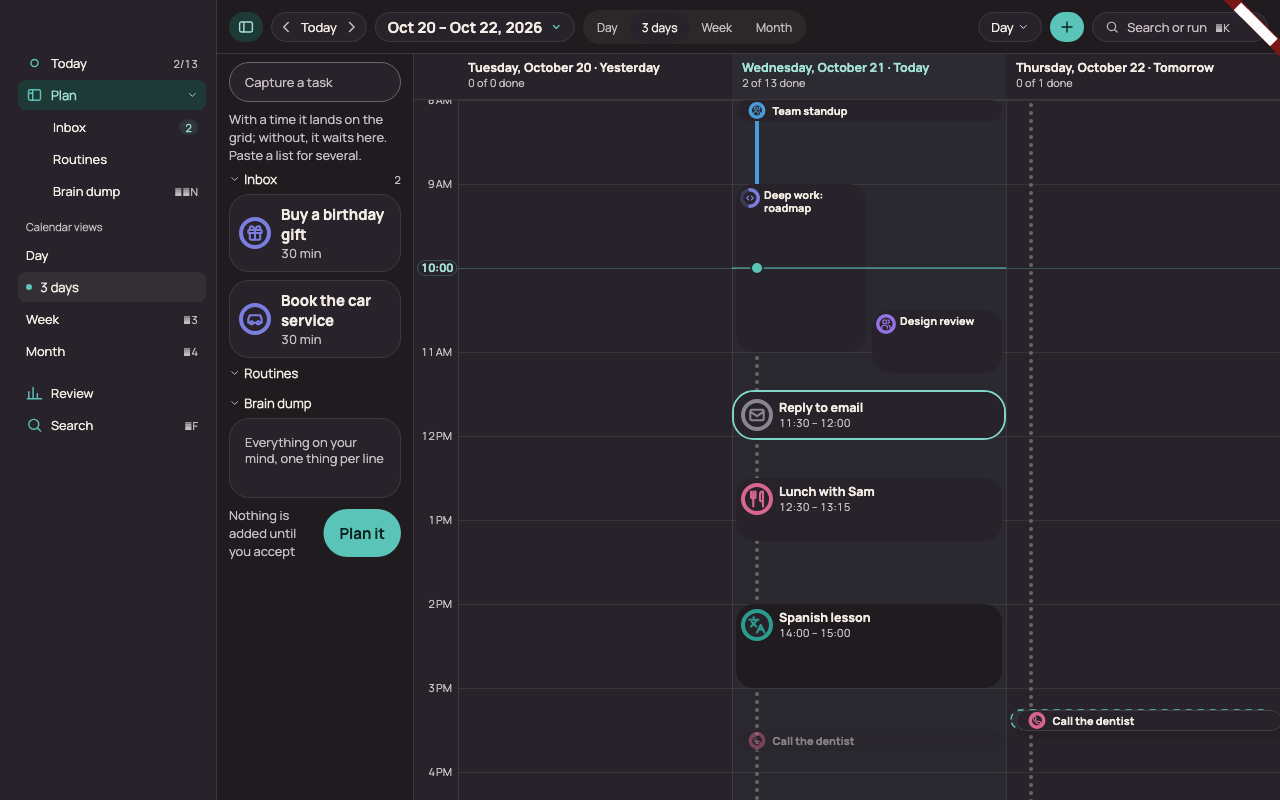 Today 2/13
Plan
Inbox 2
Routines
Brain dump N
Calendar views
Day
3 days
Week 3
Month 4
Review
Search F
Today
Oct 20 – Oct 22, 2026
Day 3 days Week Month
Day
Search or run K
Capture a task
With a time it lands on the
grid; without, it waits here.
Paste a list for several.
Inbox 2
Buy a birthday
gift
30 min
Book the car
service
30 min
Routines
Brain dump
Everything on your
mind, one thing per line
Nothing is
added until
you accept
Plan it
Tuesday, October 20 · Yesterday
0 of 0 done
Wednesday, October 21 · Today
2 of 13 done
Thursday, October 22 · Tomorrow
0 of 1 done
8 AM
Team standup
9 AM
Deep work:
roadmap
10:00
Design review
11 AM
Reply to email
11:30 – 12:00
12 PM
Lunch with Sam
12:30 – 13:15
1 PM
2 PM
Spanish lesson
14:00 – 15:00
3 PM
Call the dentist
Call the dentist
4 PM